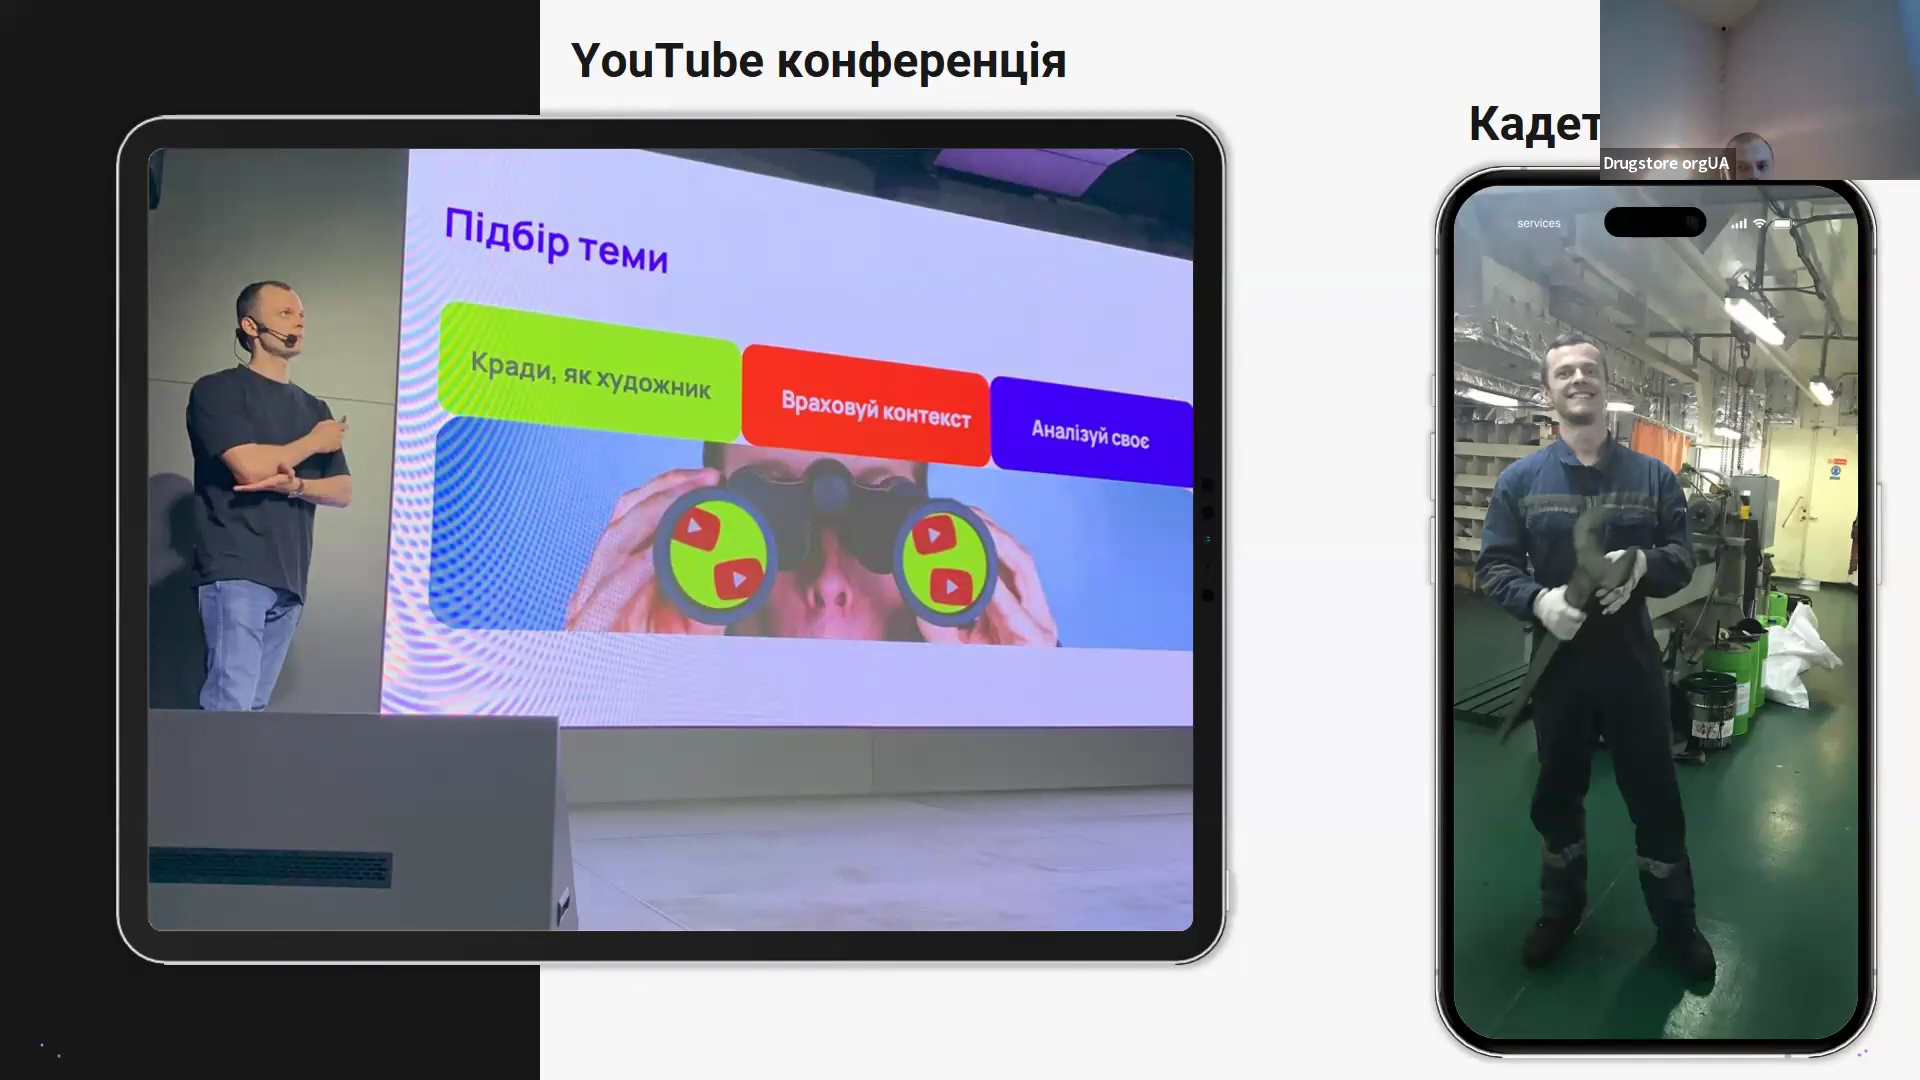 YouTube конференція
Кадет
Drugstore orgUA
services
Підбір теми
Кради, як художник
Враховуй контекст
Аналізуй своє